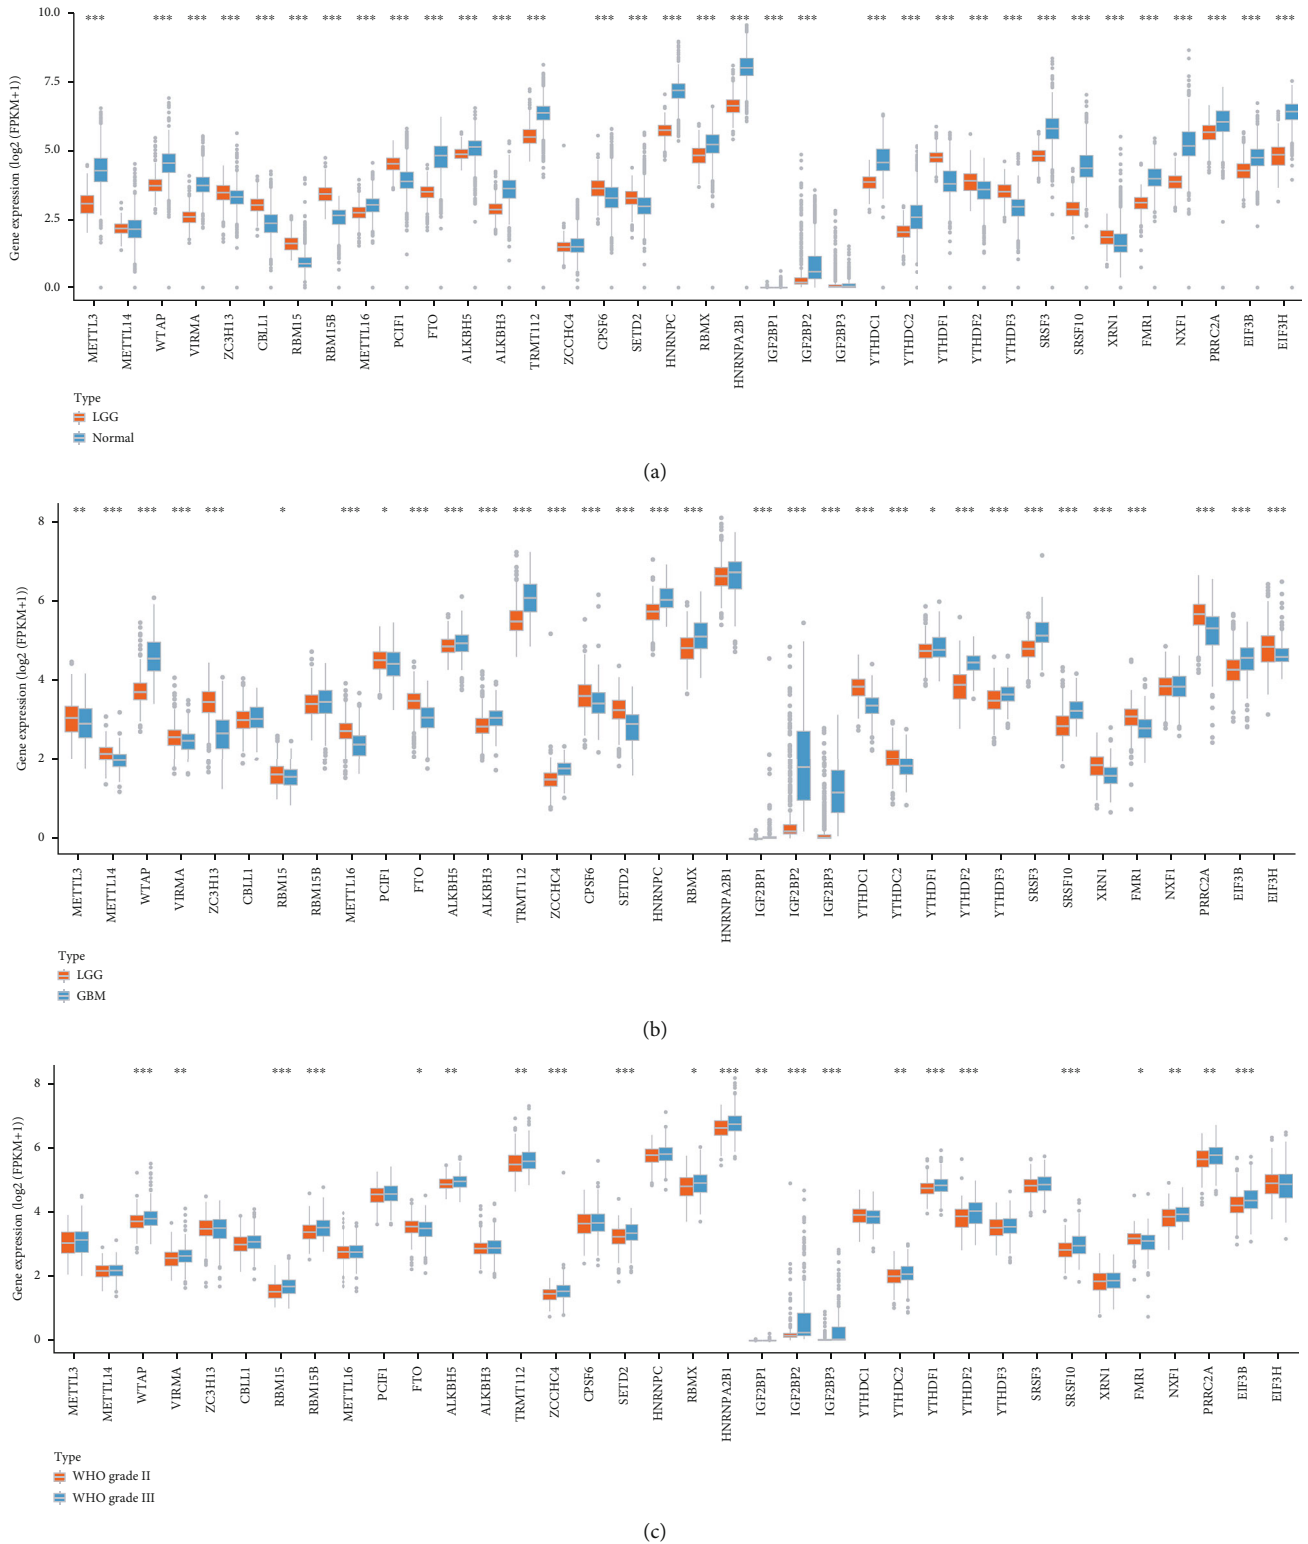 *** *** *** *** *** *** *** *** *** *** *** *** *** *** *** *** *** *** *** *** *** *** *** *** *** *** *** *** *** *** *** *** ***
Gene expression (log2 (FPKM+1))
10.0
7.5
5.0
2.5
0.0
METTL3 METTL14 WTAP VIRMA ZC3H13 CBLL1 RBM15 RBM15B METTL16 PCIF1 FTO ALKBH5 ALKBH3 TRMT112 ZCCHC4 CPSF6 SETD2 HNRNPC RBMX HNRNPA2B1 IGF2BP1 IGF2BP2 IGF2BP3 YTHDC1 YTHDC2 YTHDF1 YTHDF2 YTHDF3 SRSF3 SRSF10 XRN1 FMR1 NXF1 PRRC2A EIF3B EIF3H
Type
LGG
Normal
(a)
** *** *** *** *** * *** * *** *** *** *** *** *** *** *** *** *** *** *** *** *** * *** *** *** *** *** *** *** *** ***
Gene expression (log2 (FPKM+1))
8
6
4
2
0
METTL3 METTL14 WTAP VIRMA ZC3H13 CBLL1 RBM15 RBM15B METTL16 PCIF1 FTO ALKBH5 ALKBH3 TRMT112 ZCCHC4 CPSF6 SETD2 HNRNPC RBMX HNRNPA2B1 IGF2BP1 IGF2BP2 IGF2BP3 YTHDC1 YTHDC2 YTHDF1 YTHDF2 YTHDF3 SRSF3 SRSF10 XRN1 FMR1 NXF1 PRRC2A EIF3B EIF3H
Type
LGG
GBM
(b)
*** ** *** *** * ** ** *** *** * *** ** *** *** ** *** *** *** * ** ** ***
Gene expression (log2 (FPKM+1))
8
6
4
2
0
METTL3 METTL14 WTAP VIRMA ZC3H13 CBLL1 RBM15 RBM15B METTL16 PCIF1 FTO ALKBH5 ALKBH3 TRMT112 ZCCHC4 CPSF6 SETD2 HNRNPC RBMX HNRNPA2B1 IGF2BP1 IGF2BP2 IGF2BP3 YTHDC1 YTHDC2 YTHDF1 YTHDF2 YTHDF3 SRSF3 SRSF10 XRN1 FMR1 NXF1 PRRC2A EIF3B EIF3H
Type
WHO grade II
WHO grade III
(c)